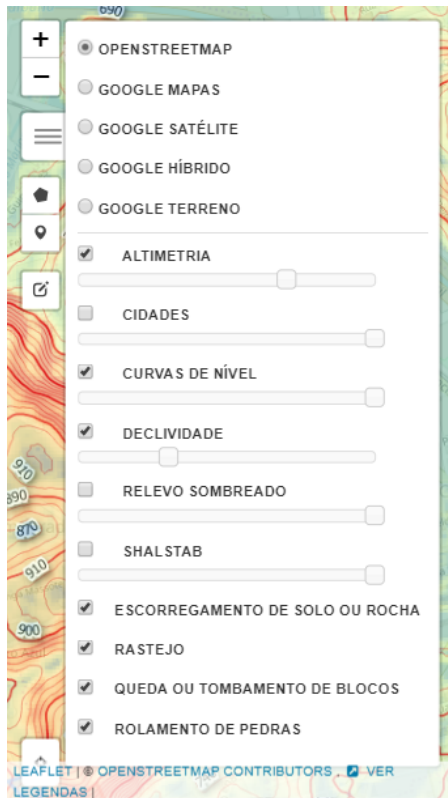 690
+
−
OPENSTREETMAP
GOOGLE MAPAS
GOOGLE SATÉLITE
GOOGLE HÍBRIDO
GOOGLE TERRENO
ALTIMETRIA
CIDADES
CURVAS DE NÍVEL
DECLIVIDADE
RELEVO SOMBREADO
SHALSTAB
ESCORREGAMENTO DE SOLO OU ROCHA
RASTEJO
QUEDA OU TOMBAMENTO DE BLOCOS
ROLAMENTO DE PEDRAS
910
890
870
910
900
LEAFLET | © OPENSTREETMAP CONTRIBUTORS , VER
LEGENDAS |